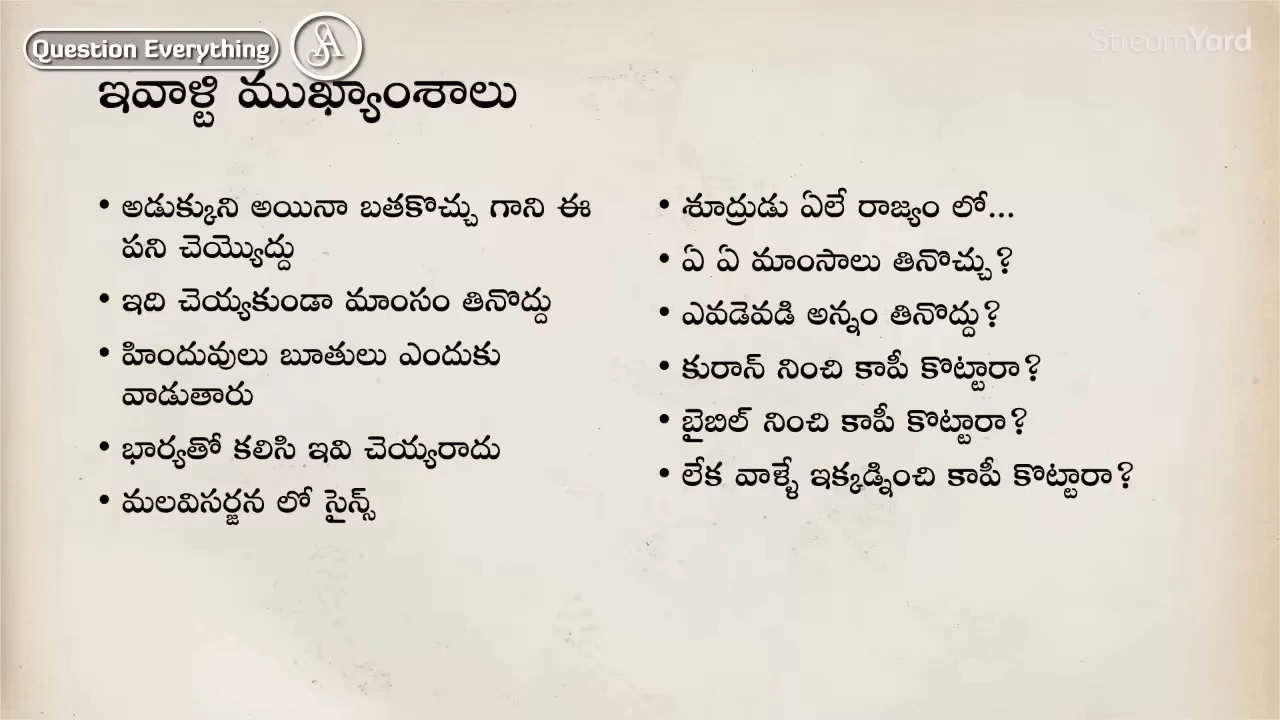 Question Everything
StreamYard
ఇవాళ్టి ముఖ్యాంశాలు
• అడుక్కుని అయినా బతకొచ్చు గాని ఈ
పని చెయ్యొద్దు
• ఇది చెయ్యకుండా మాంసం తినొద్దు
• హిందువులు బూతులు ఎందుకు
వాడుతారు
• భార్యతో కలిసి ఇవి చెయ్యరాదు
• మలవిసర్జన లో సైన్స్
• శూద్రుడు ఏలే రాజ్యం లో...
• ఏ ఏ మాంసాలు తినొచ్చు?
• ఎవడెవడి అన్నం తినొద్దు?
• కురాన్ నించి కాపీ కొట్టారా?
• బైబిల్ నించి కాపీ కొట్టారా?
• లేక వాళ్ళే ఇక్కడ్నించి కాపీ కొట్టారా?